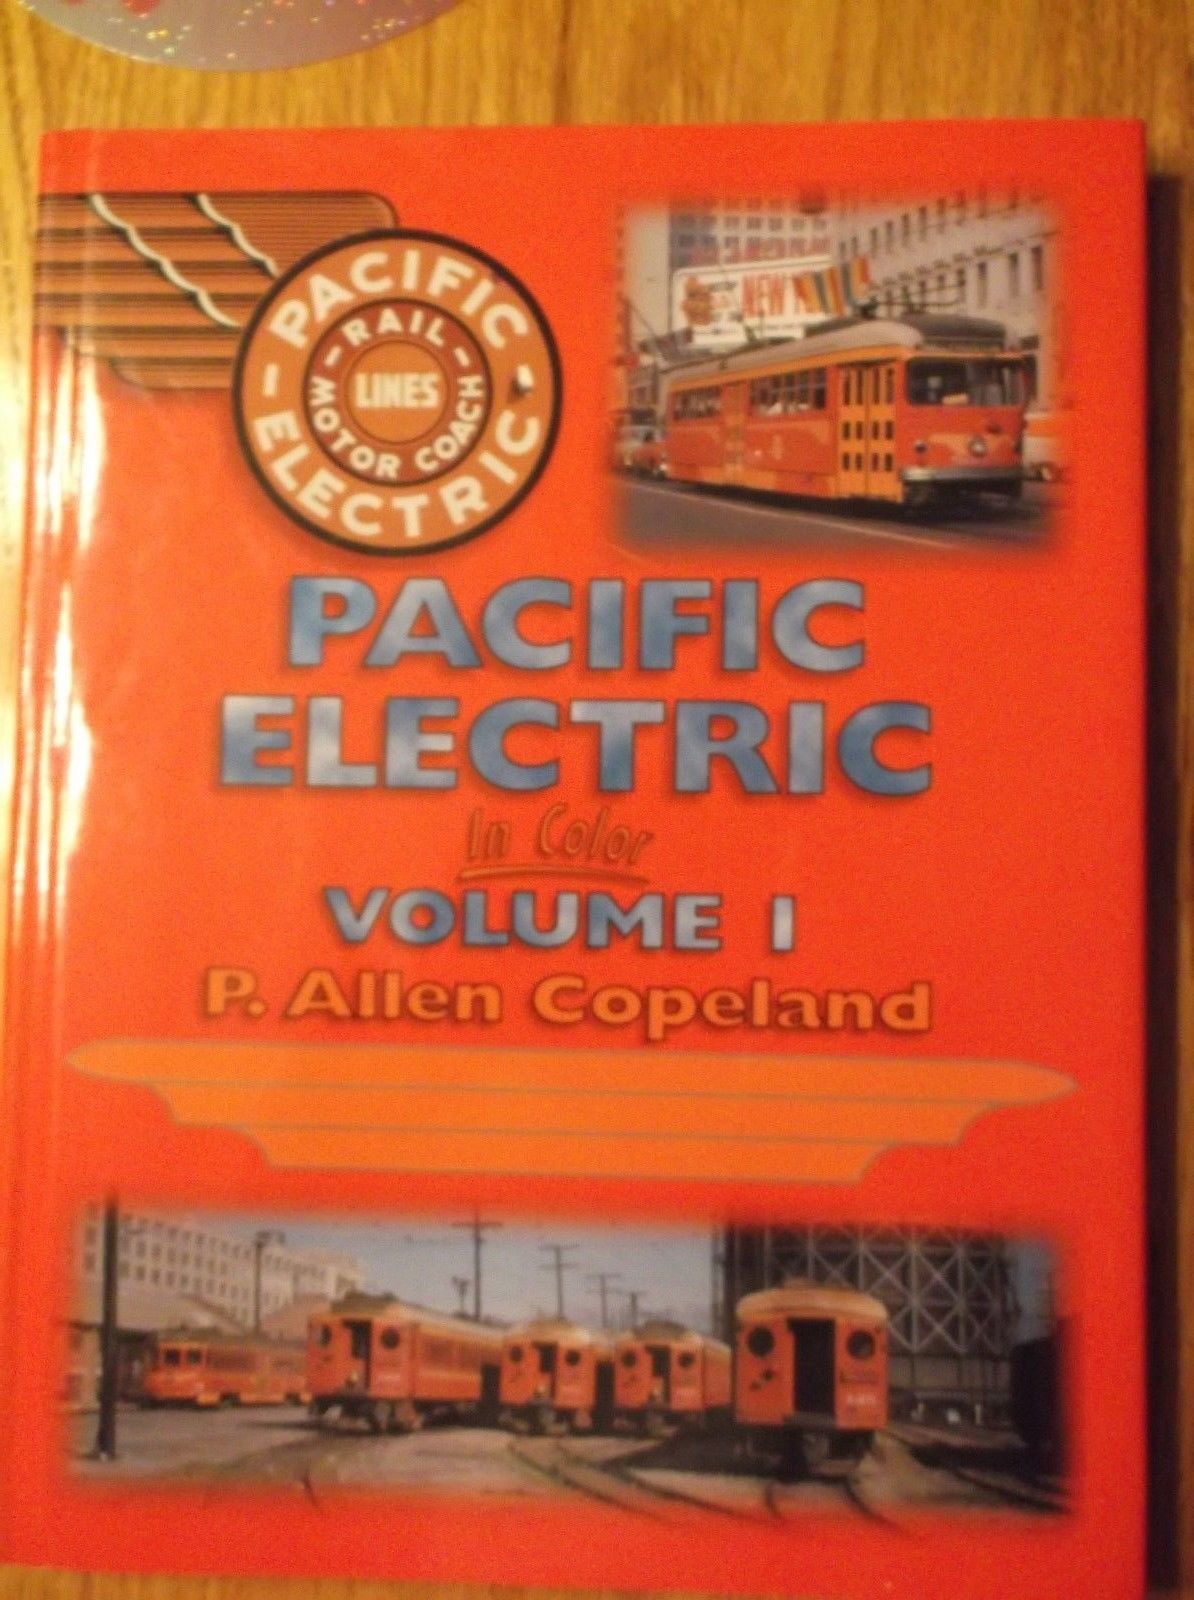 PACIFIC
ELECTRIC
RAIL
LINES
MOTOR COACH
NEW
PACIFIC
ELECTRIC
In Color
VOLUME I
P. Allen Copeland